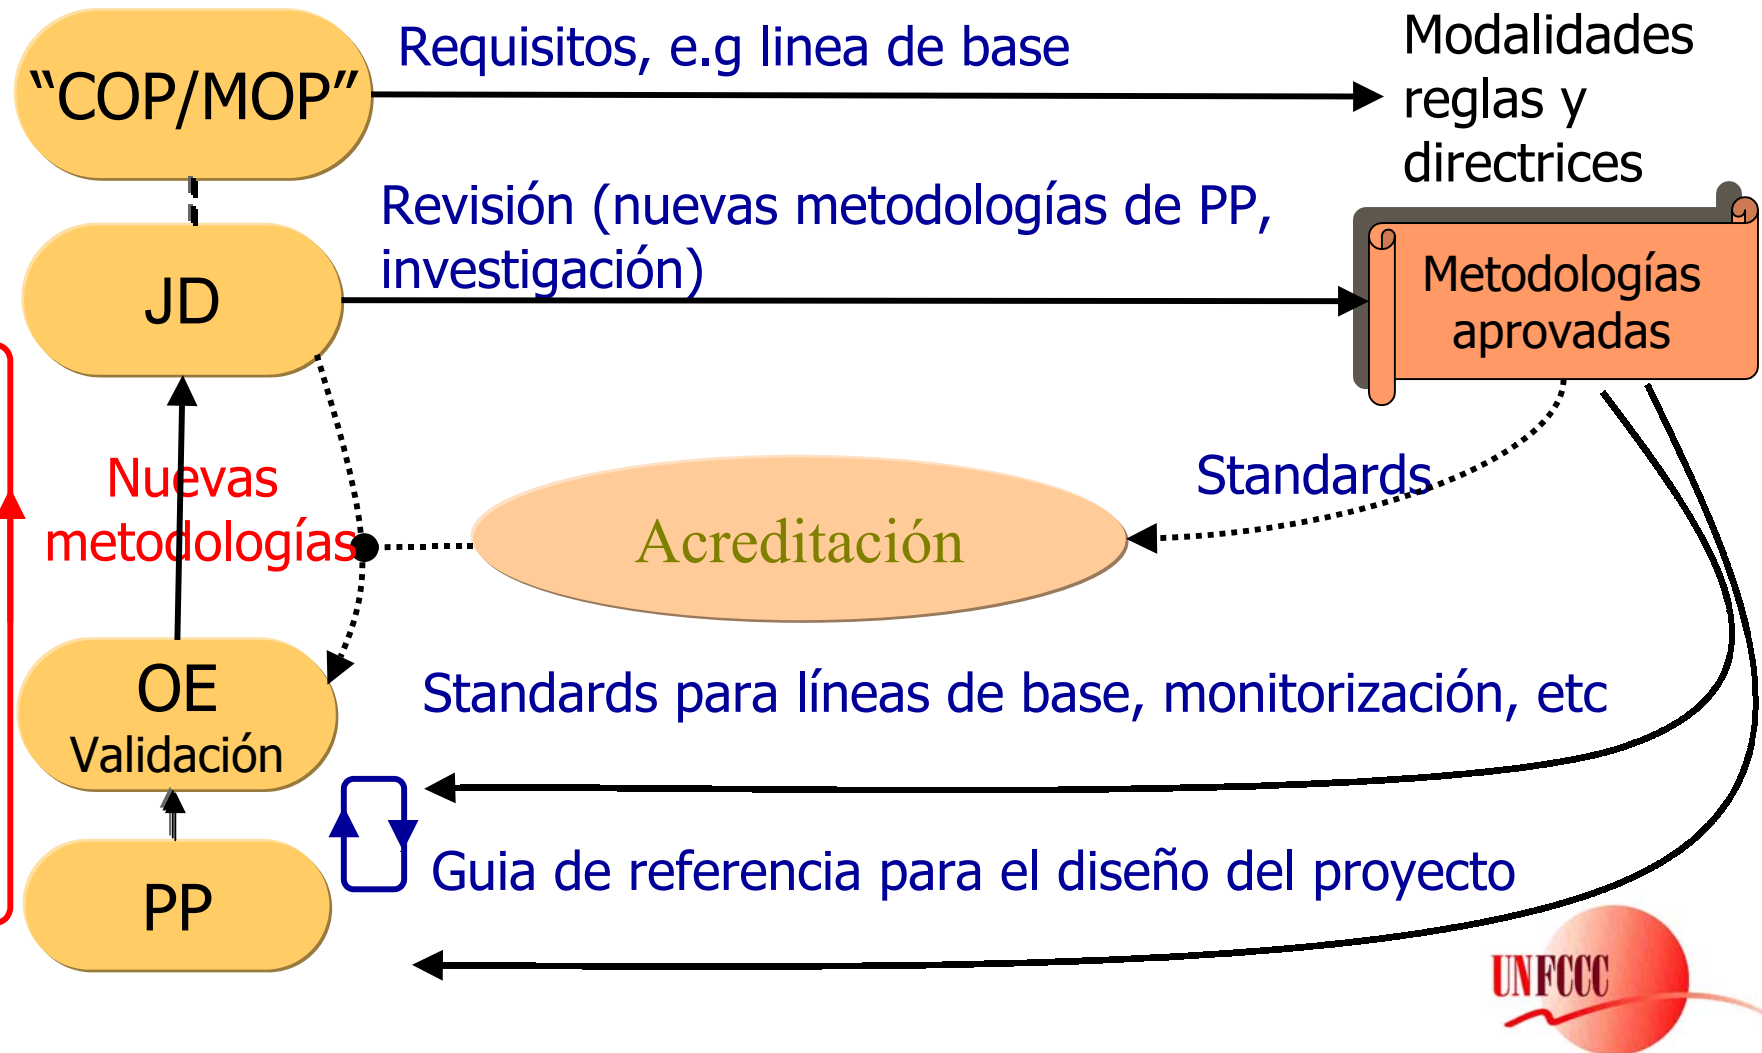 “COP/MOP”
Requisitos, e.g linea de base
Modalidades
reglas y
directrices
JD
Revisión (nuevas metodologías de PP,
investigación)
Metodologías
aprovadas
Nuevas
metodologías
Acreditación
Standards
OE
Validación
Standards para líneas de base, monitorización, etc
PP
Guia de referencia para el diseño del proyecto
UNFCCC